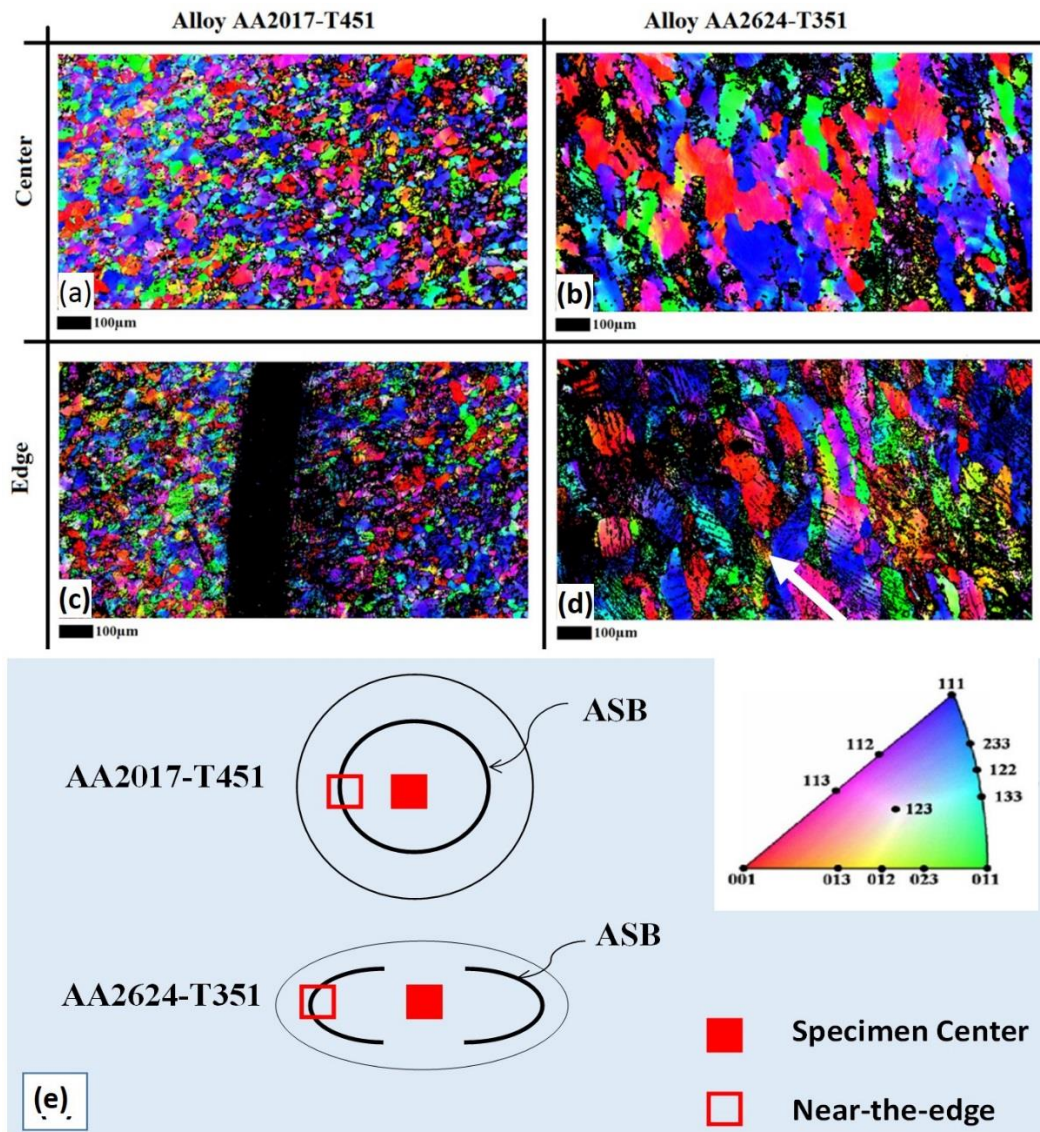 Alloy AA2017-T451
Alloy AA2624-T351
Center
(a)
100µm
(b)
100µm
Edge
(c)
100µm
(d)
100µm
ASB
AA2017-T451
ASB
AA2624-T351
111
112
233
122
113
133
123
001
013
012
023
011
Specimen Center
Near-the-edge
(e)